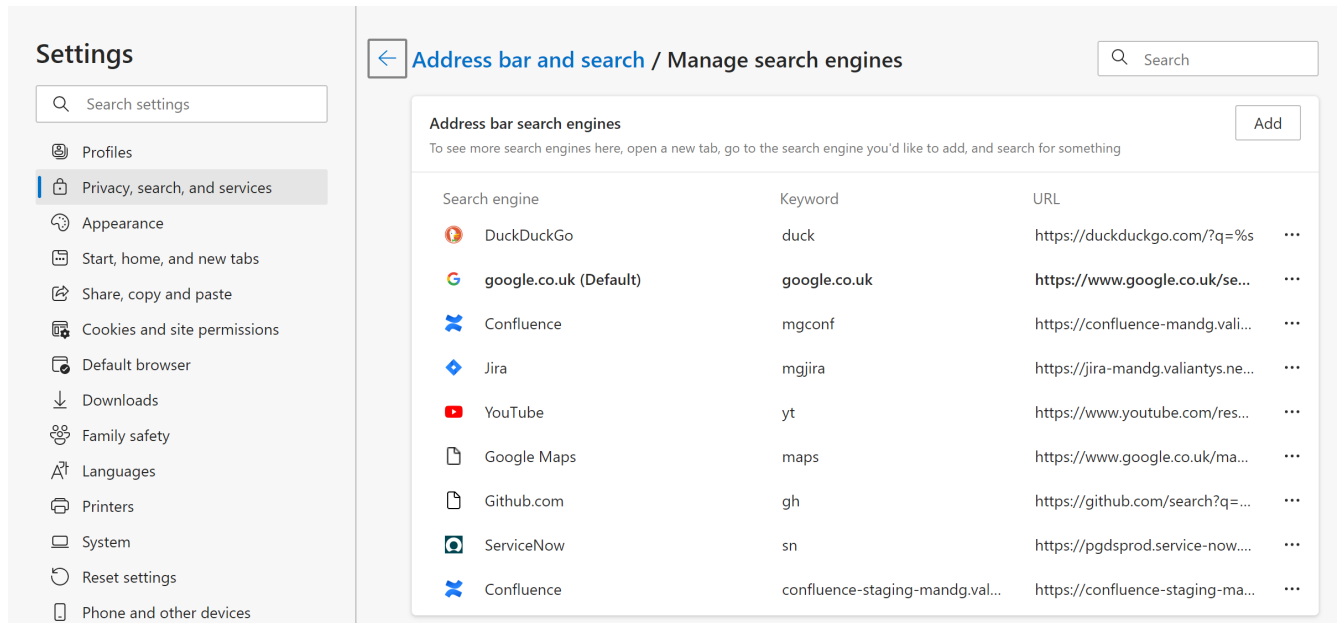 Settings
Search settings
Profiles
Privacy, search, and services
Appearance
Start, home, and new tabs
Share, copy and paste
Cookies and site permissions
Default browser
Downloads
Family safety
Languages
Printers
System
Reset settings
Phone and other devices
Address bar and search / Manage search engines
Search
Address bar search engines
Add
To see more search engines here, open a new tab, go to the search engine you'd like to add, and search for something
Search engine Keyword URL
DuckDuckGo duck https://duckduckgo.com/?q=%s
google.co.uk (Default) google.co.uk https://www.google.co.uk/se...
Confluence mgconf https://confluence-mandg.vali...
Jira mgjira https://jira-mandg.valiantys.ne...
YouTube yt https://www.youtube.com/res...
Google Maps maps https://www.google.co.uk/ma...
Github.com gh https://github.com/search?q=...
ServiceNow sn https://pgdsprod.service-now....
Confluence confluence-staging-mandg.val... https://confluence-staging-ma...